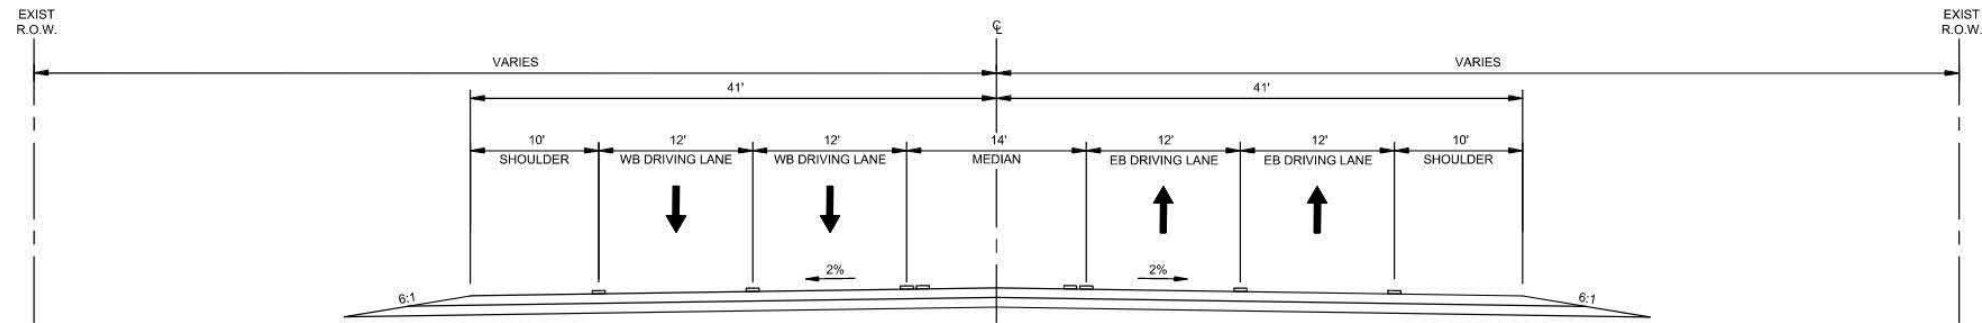 EXIST
R.O.W.
℄
EXIST
R.O.W.
VARIES
VARIES
41'
41'
10'
SHOULDER
12'
WB DRIVING LANE
12'
WB DRIVING LANE
14'
MEDIAN
12'
EB DRIVING LANE
12'
EB DRIVING LANE
10'
SHOULDER
2%
2%
6:1
6:1